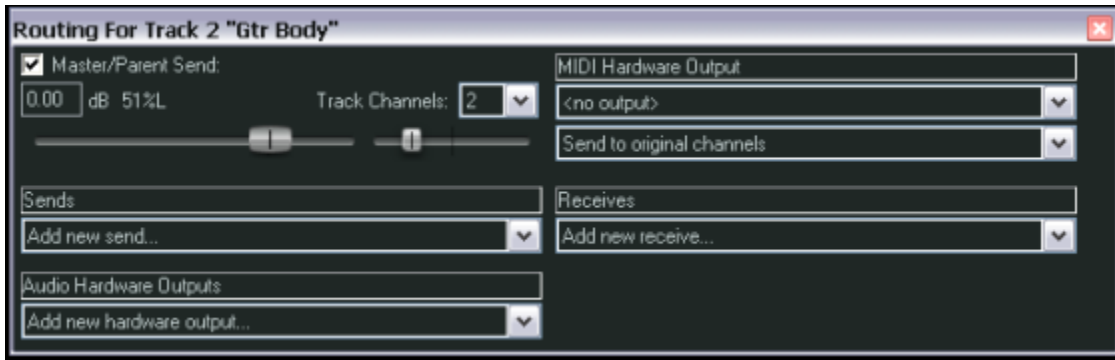 Routing For Track 2 "Gtr Body"
Master/Parent Send:
0.00 dB 51%L
Track Channels: 2
MIDI Hardware Output
<no output>
Send to original channels
Sends
Add new send...
Receives
Add new receive...
Audio Hardware Outputs
Add new hardware output...